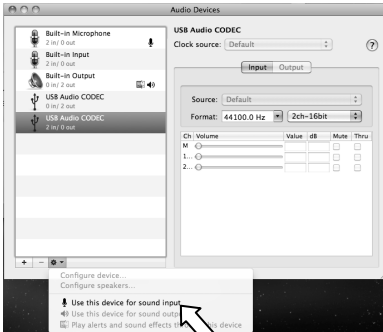 Audio Devices
Built-in Microphone
2 in/ 0 out
Built-in Input
2 in/ 0 out
Built-in Output
0 in/ 2 out
USB Audio CODEC
0 in/ 2 out
USB Audio CODEC
2 in/ 0 out
USB Audio CODEC
Clock source: Default
?
Input Output
Source: Default
Format: 44100.0 Hz 2ch-16bit
Ch Volume Value dB Mute Thru
M
1...
2...
+ −
Configure device...
Configure speakers...
Use this device for sound input
Use this device for sound
Play alerts and sound effects this device